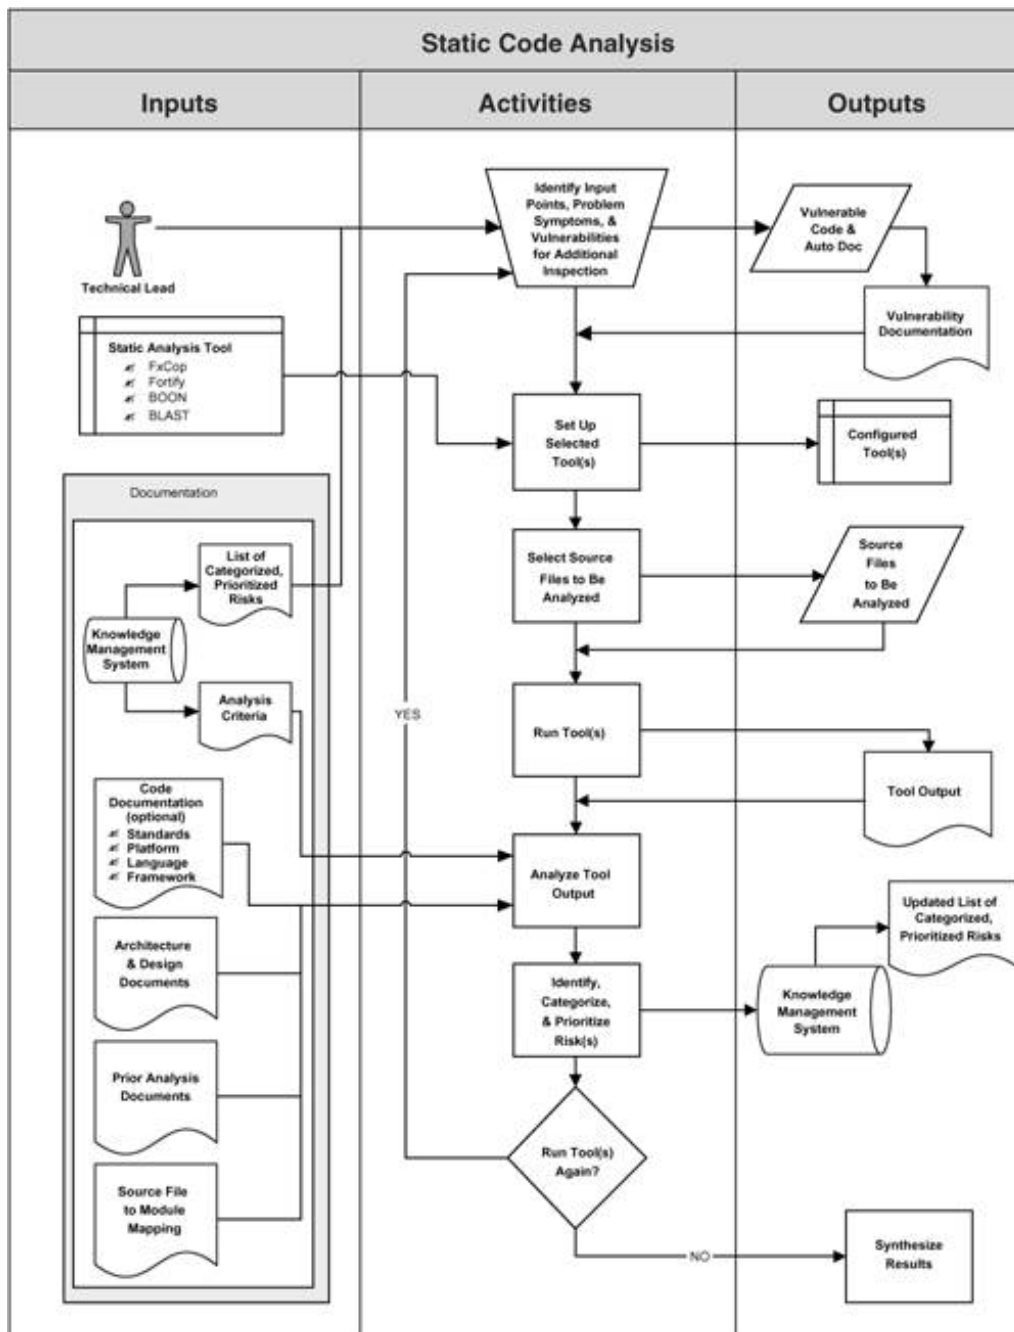 Static Code Analysis
Inputs
Activities
Outputs
Technical Lead
Static Analysis Tool
FxCop
Fortify
BOON
BLAST
Documentation
List of
Categorized,
Prioritized
Risks
Knowledge
Management
System
Analysis
Criteria
Code
Documentation
(optional)
Standards
Platform
Language
Framework
Architecture
& Design
Documents
Prior Analysis
Documents
Source File
to Module
Mapping
Identify Input
Points, Problem
Symptoms, &
Vulnerabilities
for Additional
Inspection
Set Up
Selected
Tool(s)
Select Source
Files to Be
Analyzed
Run Tool(s)
Analyze Tool
Output
Identify,
Categorize,
& Prioritize
Risk(s)
Run Tool(s)
Again?
YES
NO
Vulnerable
Code &
Auto Doc
Vulnerability
Documentation
Configured
Tool(s)
Source
Files
to Be
Analyzed
Tool Output
Updated List of
Categorized,
Prioritized Risks
Knowledge
Management
System
Synthesize
Results